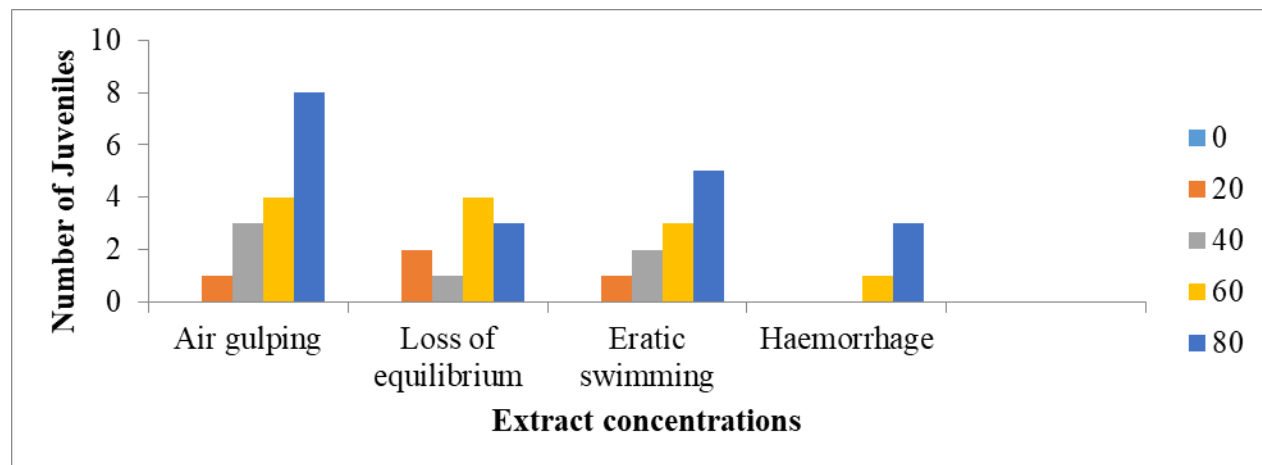 Number of Juveniles
10
8
6
4
2
0
Air gulping
Loss of
equilibrium
Eratic
swimming
Haemorrhage
Extract concentrations
0
20
40
60
80